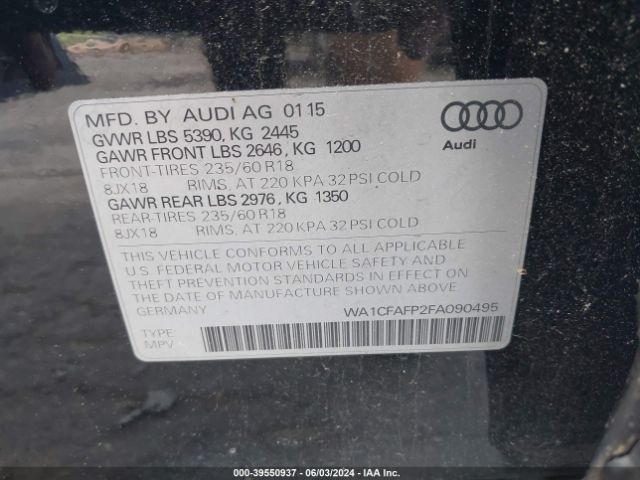 MFD. BY AUDI AG 01 15
GVWR LBS 5390, KG 2445
GAWR FRONT LBS 2646, KG 1200
FRONT-TIRES 235/60 R18
8JX18 RIMS, AT 220 KPA 32 PSI COLD
GAWR REAR LBS 2976, KG 1350
REAR-TIRES 235/60 R18
8JX18 RIMS, AT 220 KPA 32 PSI COLD
Audi
THIS VEHICLE CONFORMS TO ALL APPLICABLE
U.S. FEDERAL MOTOR VEHICLE SAFETY AND
THEFT PREVENTION STANDARDS IN EFFECT ON
THE DATE OF MANUFACTURE SHOWN ABOVE.
GERMANY WA1CFAFP2FA090495
TYPE
MPV
000-39550937 - 06/03/2024 - IAA Inc.